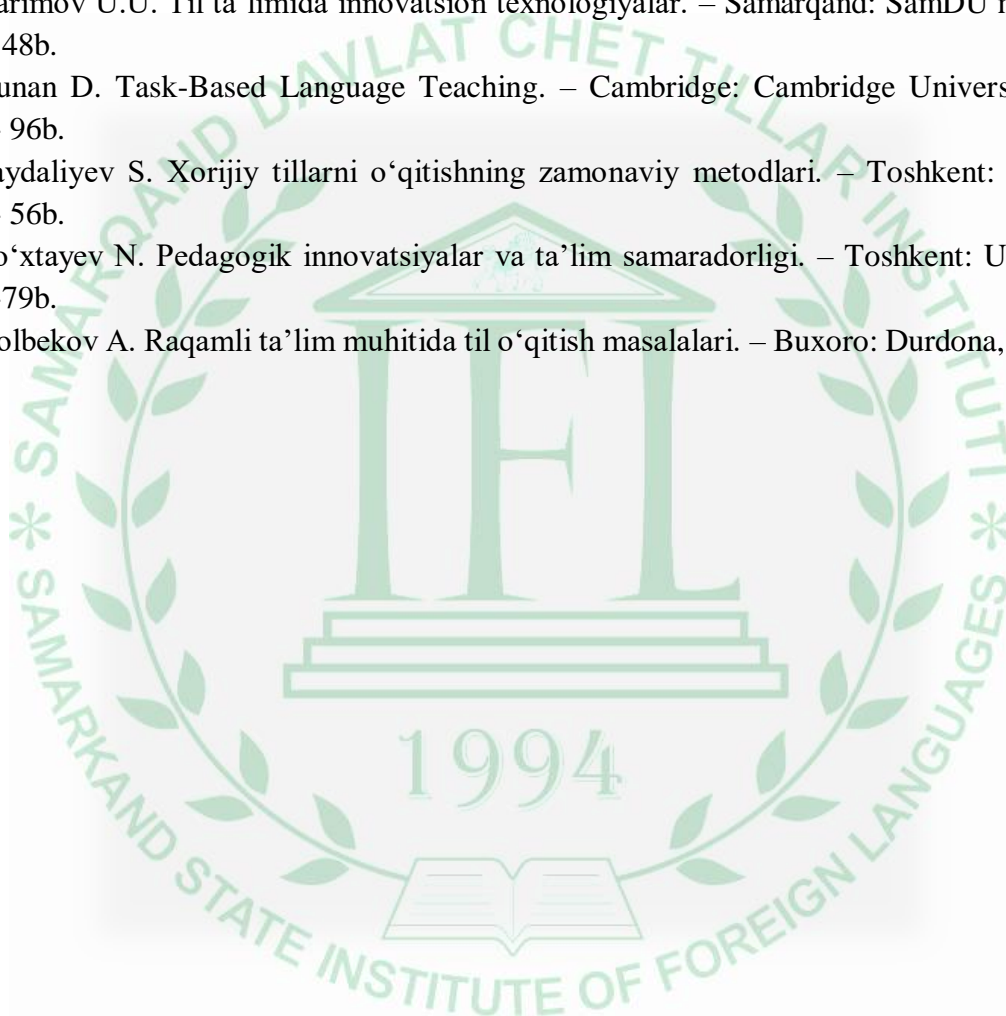 arimov U.U. Til ta’limida innovatsion texnologiyalar. – Samarqand: SamDU
48b.
unan D. Task-Based Language Teaching. – Cambridge: Cambridge Univers
96b.
aydaliyev S. Xorijiy tillarni o‘qitishning zamonaviy metodlari. – Toshkent:
56b.
o‘xtayev N. Pedagogik innovatsiyalar va ta’lim samaradorligi. – Toshkent: U
79b.
olbekov A. Raqamli ta’lim muhitida til o‘qitish masalalari. – Buxoro: Durdona,
SAMARQAND DAVLAT CHET TILLAR INSTITUTI
IFL
1994
* SAMARKAND STATE INSTITUTE OF FOREIGN LANGUAGES *